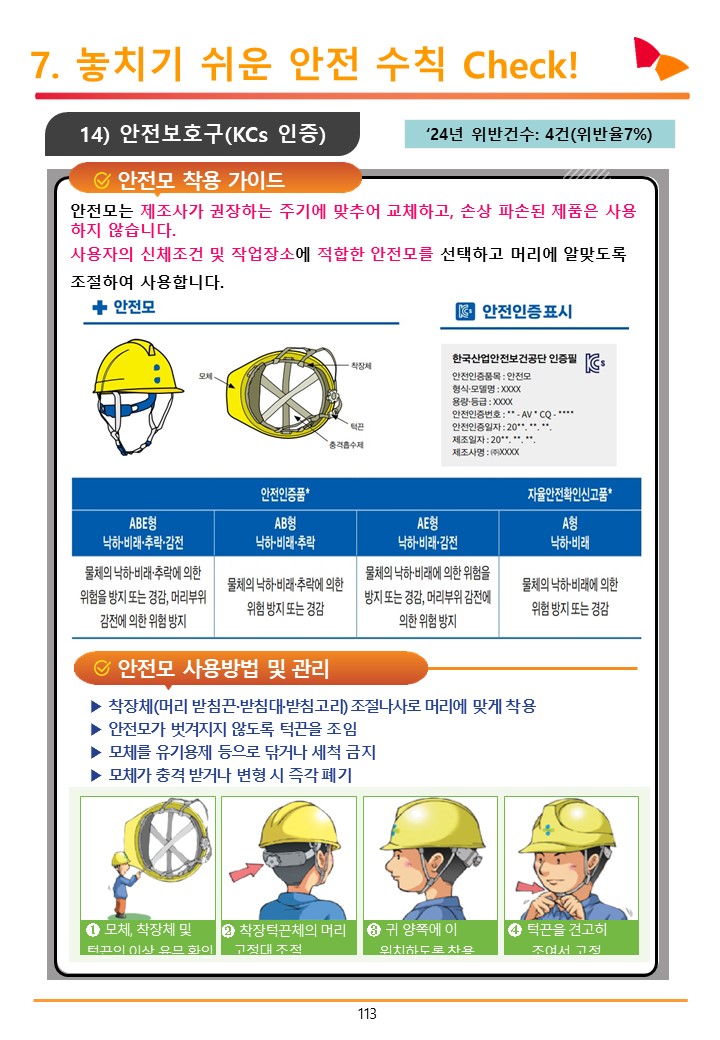 7. 놓치기 쉬운 안전 수칙 Check!
14) 안전보호구(KCs 인증)
‘24년 위반건수: 4건(위반율7%)
안전모 착용 가이드
안전모는 제조사가 권장하는 주기에 맞추어 교체하고, 손상 파손된 제품은 사용
하지 않습니다.
사용자의 신체조건 및 작업장소에 적합한 안전모를 선택하고 머리에 알맞도록
조절하여 사용합니다.
안전모
모체
착장체
턱끈
충격흡수제
안전인증표시
한국산업안전보건공단 인증필
안전인증품목 : 안전모
형식·모델명 : XXXX
용량·등급 : XXXX
안전인증번호 : ** - AV * CQ - ****
안전인증일자 : 20**. **. **.
제조일자 : 20**. **. **.
제조사명 : ㈜XXXX
안전인증품*
자율안전확인신고품*
ABE형
낙하·비래·추락·감전
AB형
낙하·비래·추락
AE형
낙하·비래·감전
A형
낙하·비래
물체의 낙하·비래·추락에 의한
위험을 방지 또는 경감, 머리부위
감전에 의한 위험 방지
물체의 낙하·비래·추락에 의한
위험 방지 또는 경감
물체의 낙하·비래에 의한 위험을
방지 또는 경감, 머리부위 감전에
의한 위험 방지
물체의 낙하·비래에 의한
위험 방지 또는 경감
안전모 사용방법 및 관리
▶ 착장체(머리 받침끈·받침대·받침고리) 조절나사로 머리에 맞게 착용
▶ 안전모가 벗겨지지 않도록 턱끈을 조임
▶ 모체를 유기용제 등으로 닦거나 세척 금지
▶ 모체가 충격 받거나 변형 시 즉각 폐기
❶ 모체, 착장체 및
턱끈의 이상 유무 확인
❷ 착장턱끈체의 머리
고정대 조절
❸ 귀 양쪽에 이
위치하도록 착용
❹ 턱끈을 견고히
조여서 고정
113